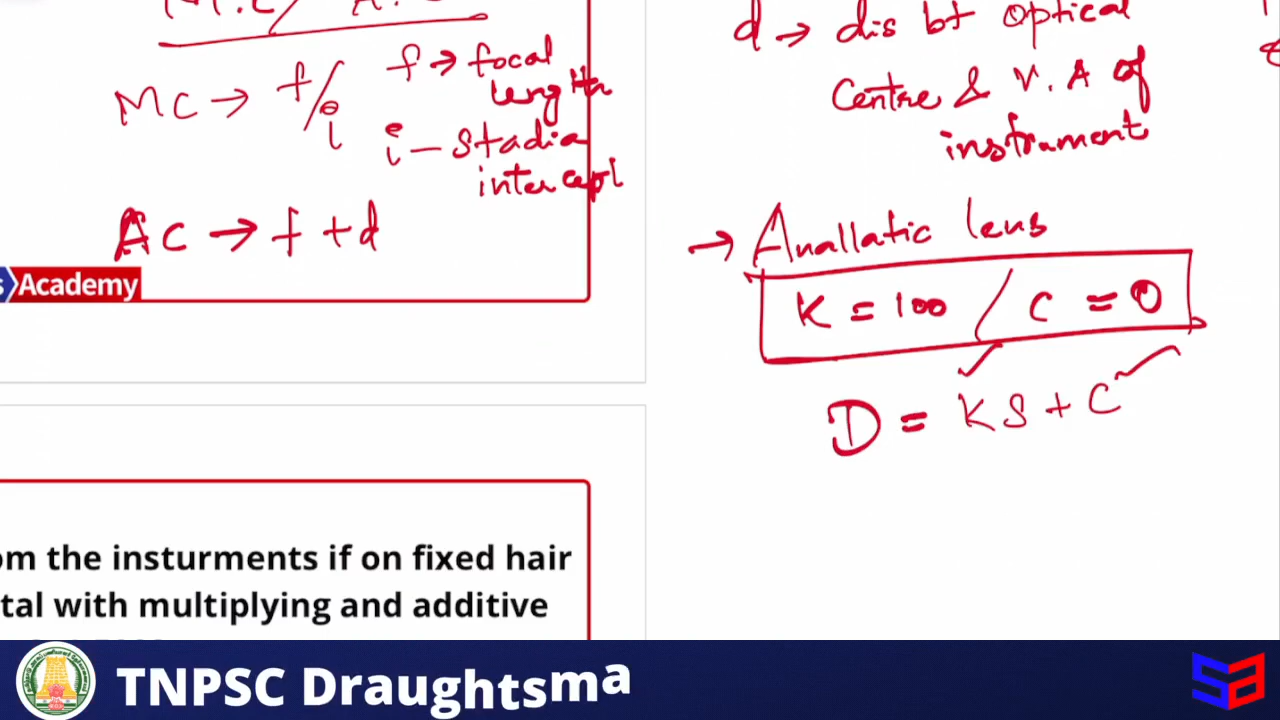 MC → f/i
f → focal
length
i — stadia
intercept
AC → f + d
Academy
d → dis bt optical
Centre & V.A of
instrument
→ Anallatic lens
K = 100 / C = 0
D = KS + C
om the insturments if on fixed hair
tal with multiplying and additive
TNPSC Draughtsma